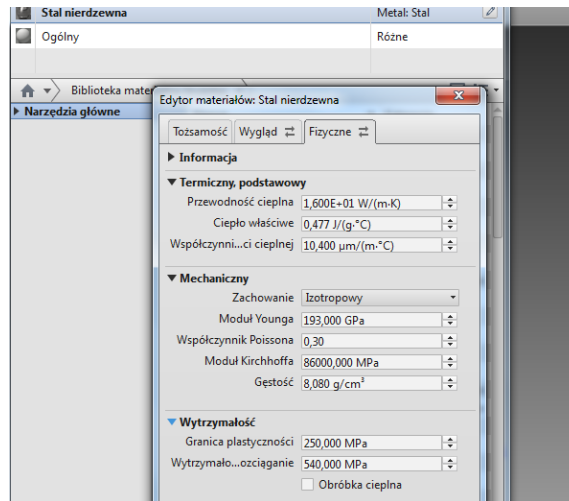 Stal nierdzewna Metal: Stal
Ogólny Różne
Biblioteka mate
Narzędzia główne
Edytor materiałów: Stal nierdzewna
Tożsamość Wygląd Fizyczne
Informacja
Termiczny, podstawowy
Przewodność cieplna 1,600E+01 W/(m·K)
Ciepło właściwe 0,477 J/(g·°C)
Współczynni...ci cieplnej 10,400 µm/(m·°C)
Mechaniczny
Zachowanie Izotropowy
Moduł Younga 193,000 GPa
Współczynnik Poissona 0,30
Moduł Kirchhoffa 86000,000 MPa
Gęstość 8,080 g/cm³
Wytrzymałość
Granica plastyczności 250,000 MPa
Wytrzymało...ozciąganie 540,000 MPa
Obróbka cieplna